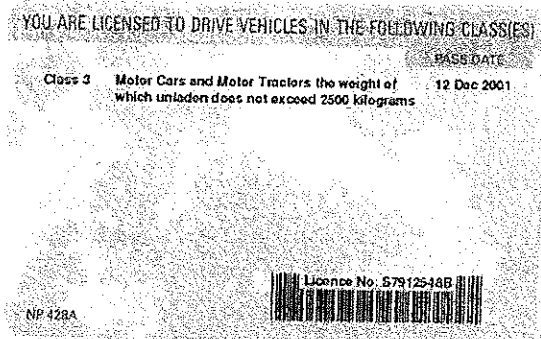 YOU ARE LICENSED TO DRIVE VEHICLES IN THE FOLLOWING CLASS(ES)
PASS DATE
Class 3 Motor Cars and Motor Tractors the weight of 12 Dec 2001
which unladen does not exceed 2500 kilograms
Licence No: S7912548B
NP 428A